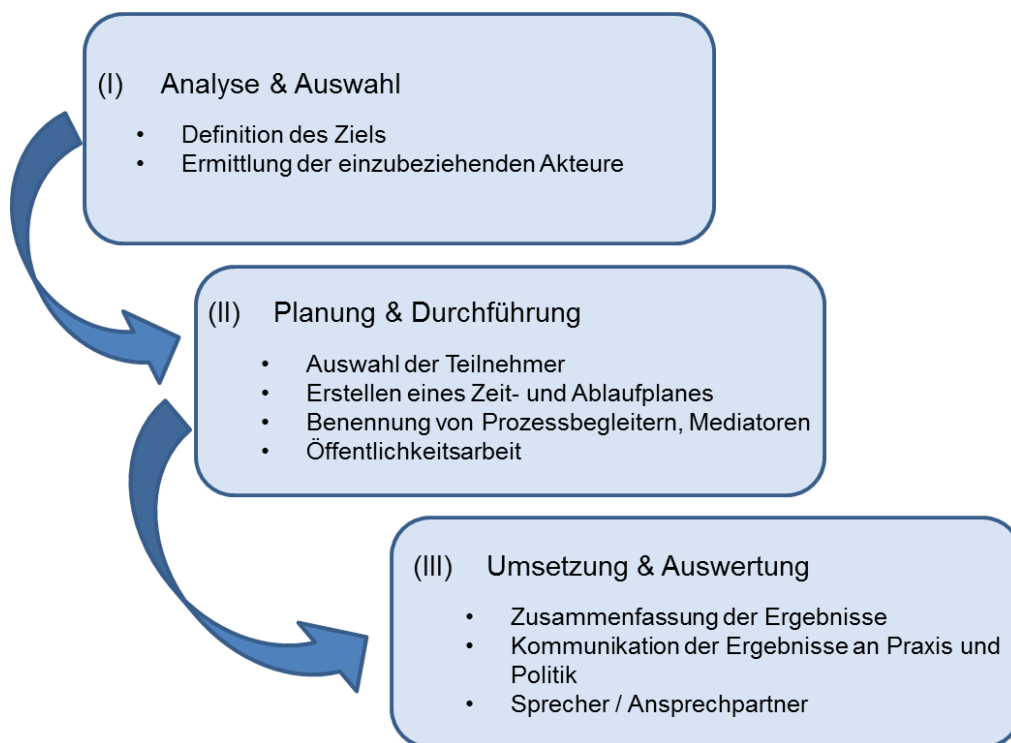 (I) Analyse & Auswahl
• Definition des Ziels
• Ermittlung der einzubeziehenden Akteure
(II) Planung & Durchführung
• Auswahl der Teilnehmer
• Erstellen eines Zeit- und Ablaufplanes
• Benennung von Prozessbegleitern, Mediatoren
• Öffentlichkeitsarbeit
(III) Umsetzung & Auswertung
• Zusammenfassung der Ergebnisse
• Kommunikation der Ergebnisse an Praxis und
Politik
• Sprecher / Ansprechpartner